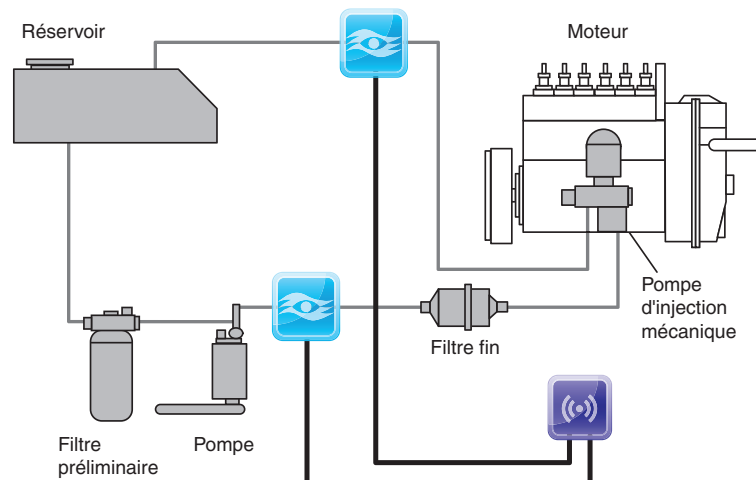 Réservoir
Moteur
Pompe
d'injection
mécanique
Filtre fin
Filtre
préliminaire
Pompe